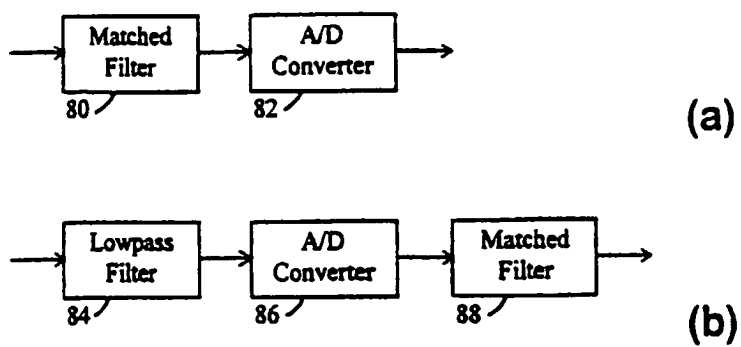 Matched
Filter
A/D
Converter
80
82
(a)
Lowpass
Filter
A/D
Converter
Matched
Filter
84
86
88
(b)